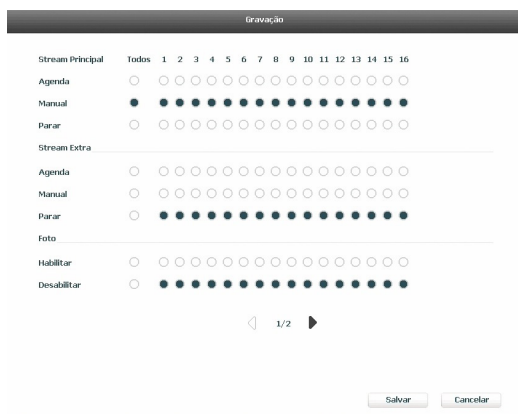 Gravação
Stream Principal Todos 1 2 3 4 5 6 7 8 9 10 11 12 13 14 15 16
Agenda
Manual
Parar
Stream Extra
Agenda
Manual
Parar
Foto
Habilitar
Desabilitar
1/2
Salvar Cancelar